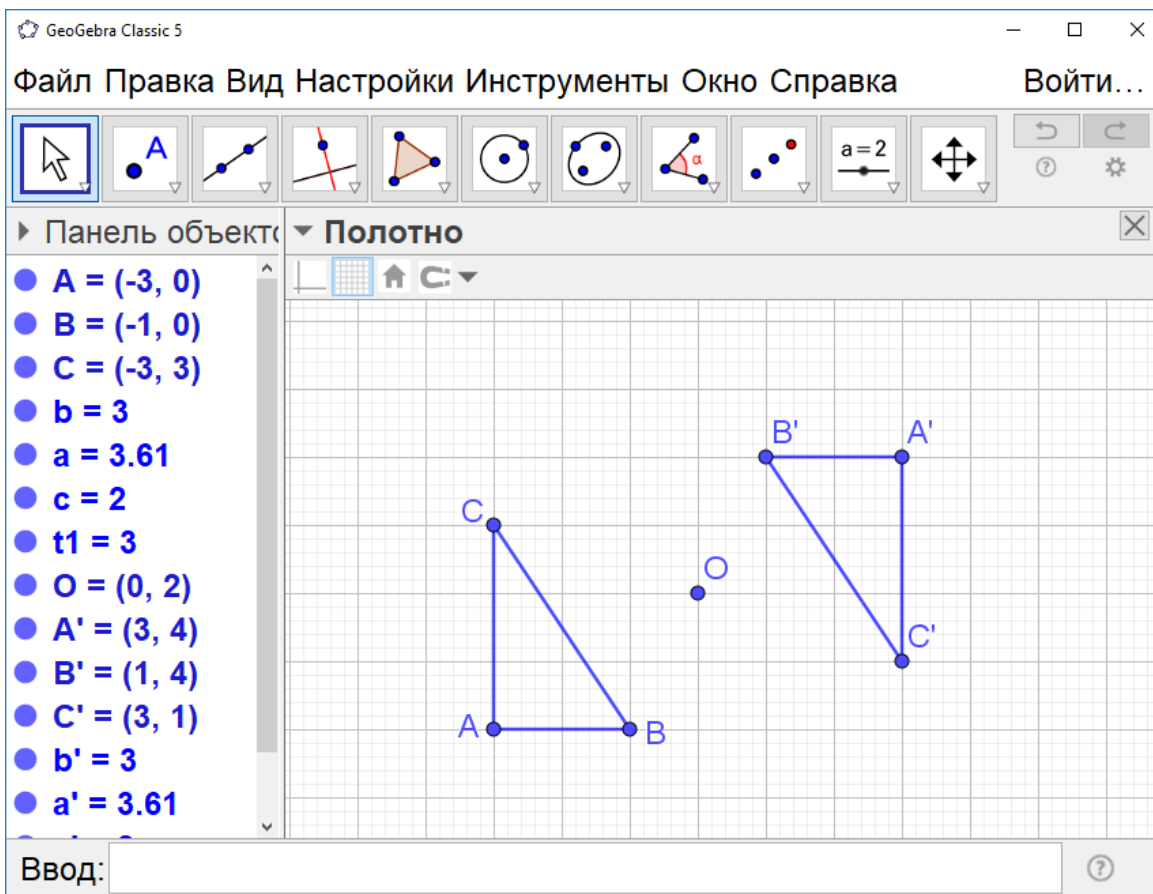 GeoGebra Classic 5
Файл Правка Вид Настройки Инструменты Окно Справка Войти…
A α a = 2
Панель объекто
Полотно
A = (-3, 0)
B = (-1, 0)
C = (-3, 3)
b = 3
a = 3.61
c = 2
t1 = 3
O = (0, 2)
A' = (3, 4)
B' = (1, 4)
C' = (3, 1)
b' = 3
a' = 3.61
B' A'
C
O
C'
A B
Ввод: